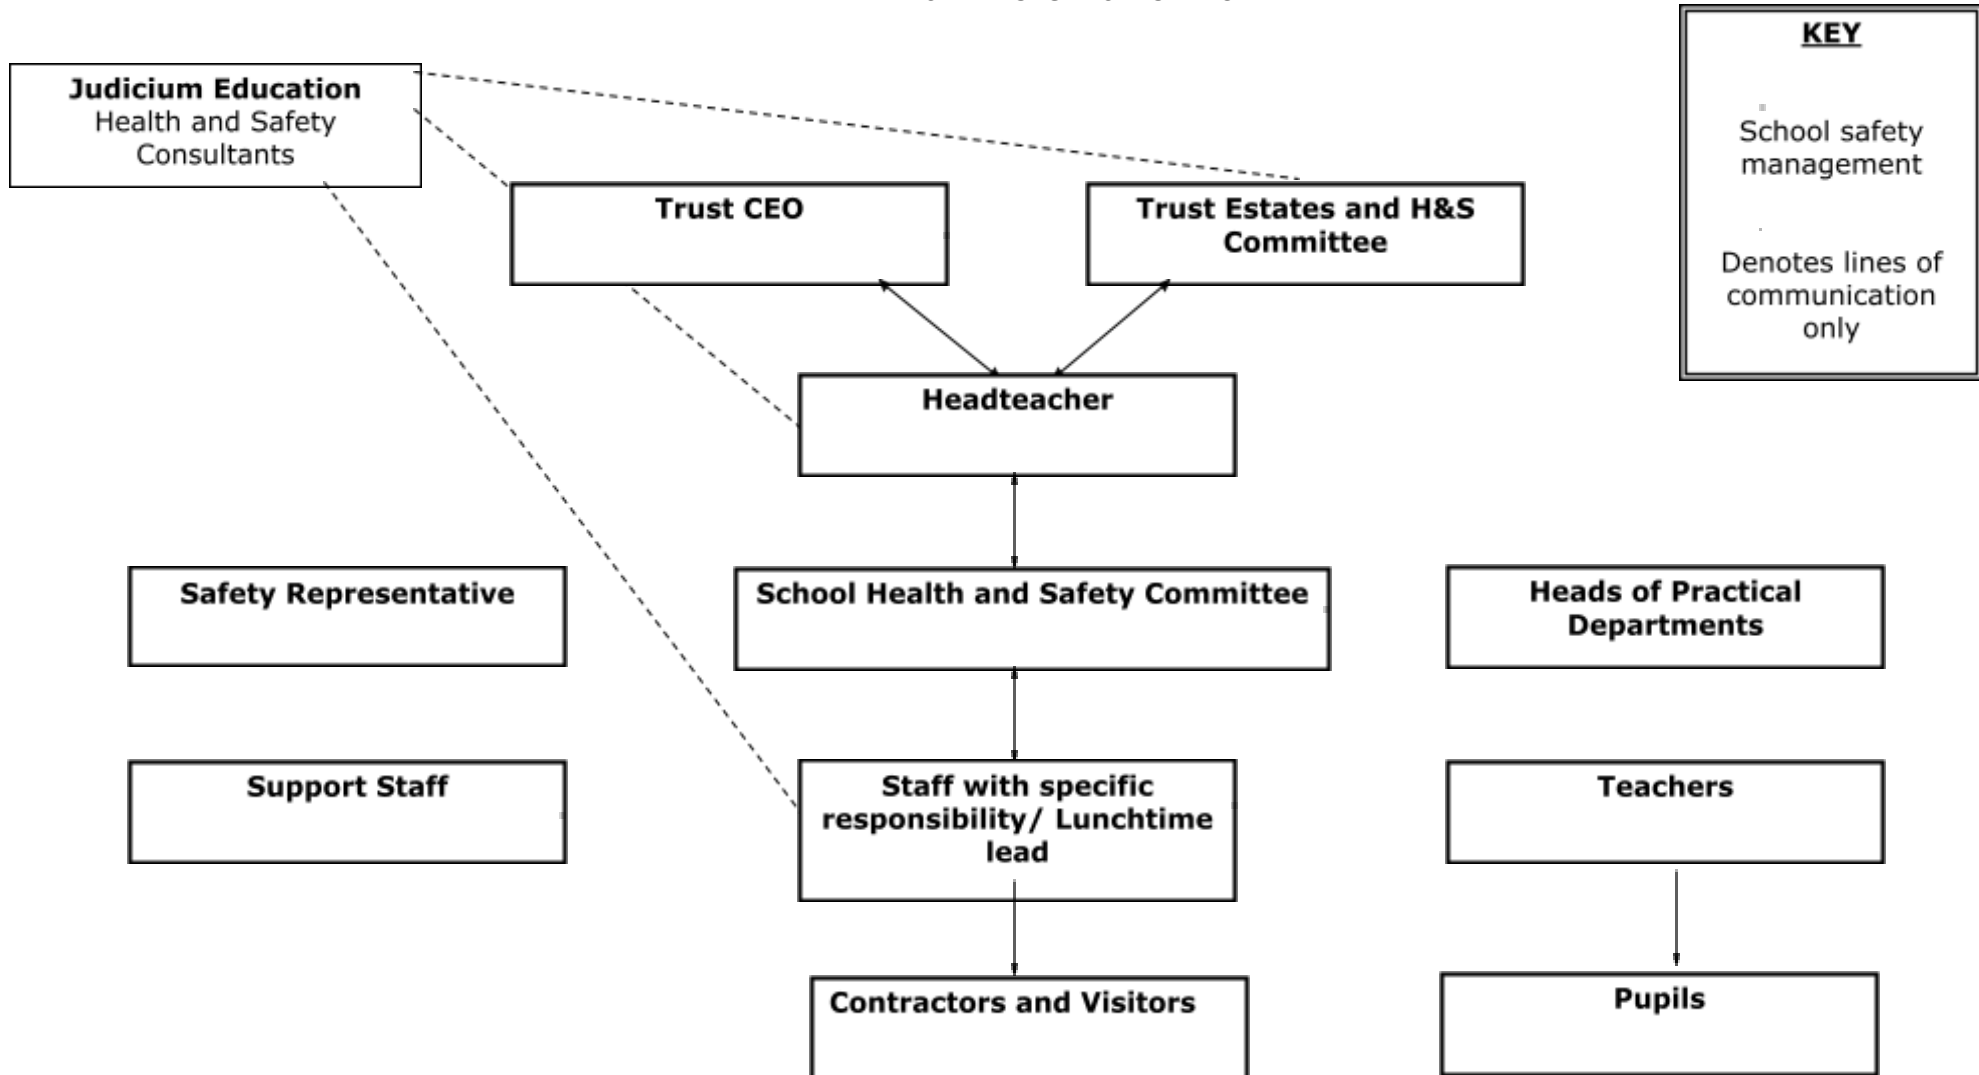 KEY
School safety
management
Denotes lines of
communication
only
Judicium Education
Health and Safety
Consultants
Trust CEO
Trust Estates and H&S
Committee
Headteacher
Safety Representative
School Health and Safety Committee
Heads of Practical
Departments
Support Staff
Staff with specific
responsibility/ Lunchtime
lead
Teachers
Contractors and Visitors
Pupils